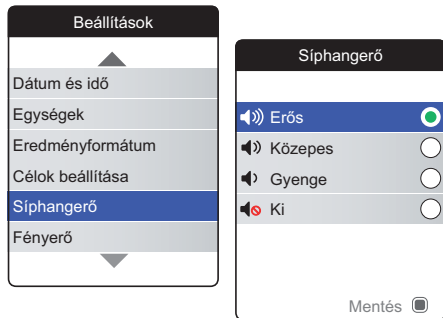 Beállítások
Dátum és idő
Egységek
Eredményformátum
Célok beállítása
Síphangerő
Fényerő
Síphangerő
Erős
Közepes
Gyenge
Ki
Mentés